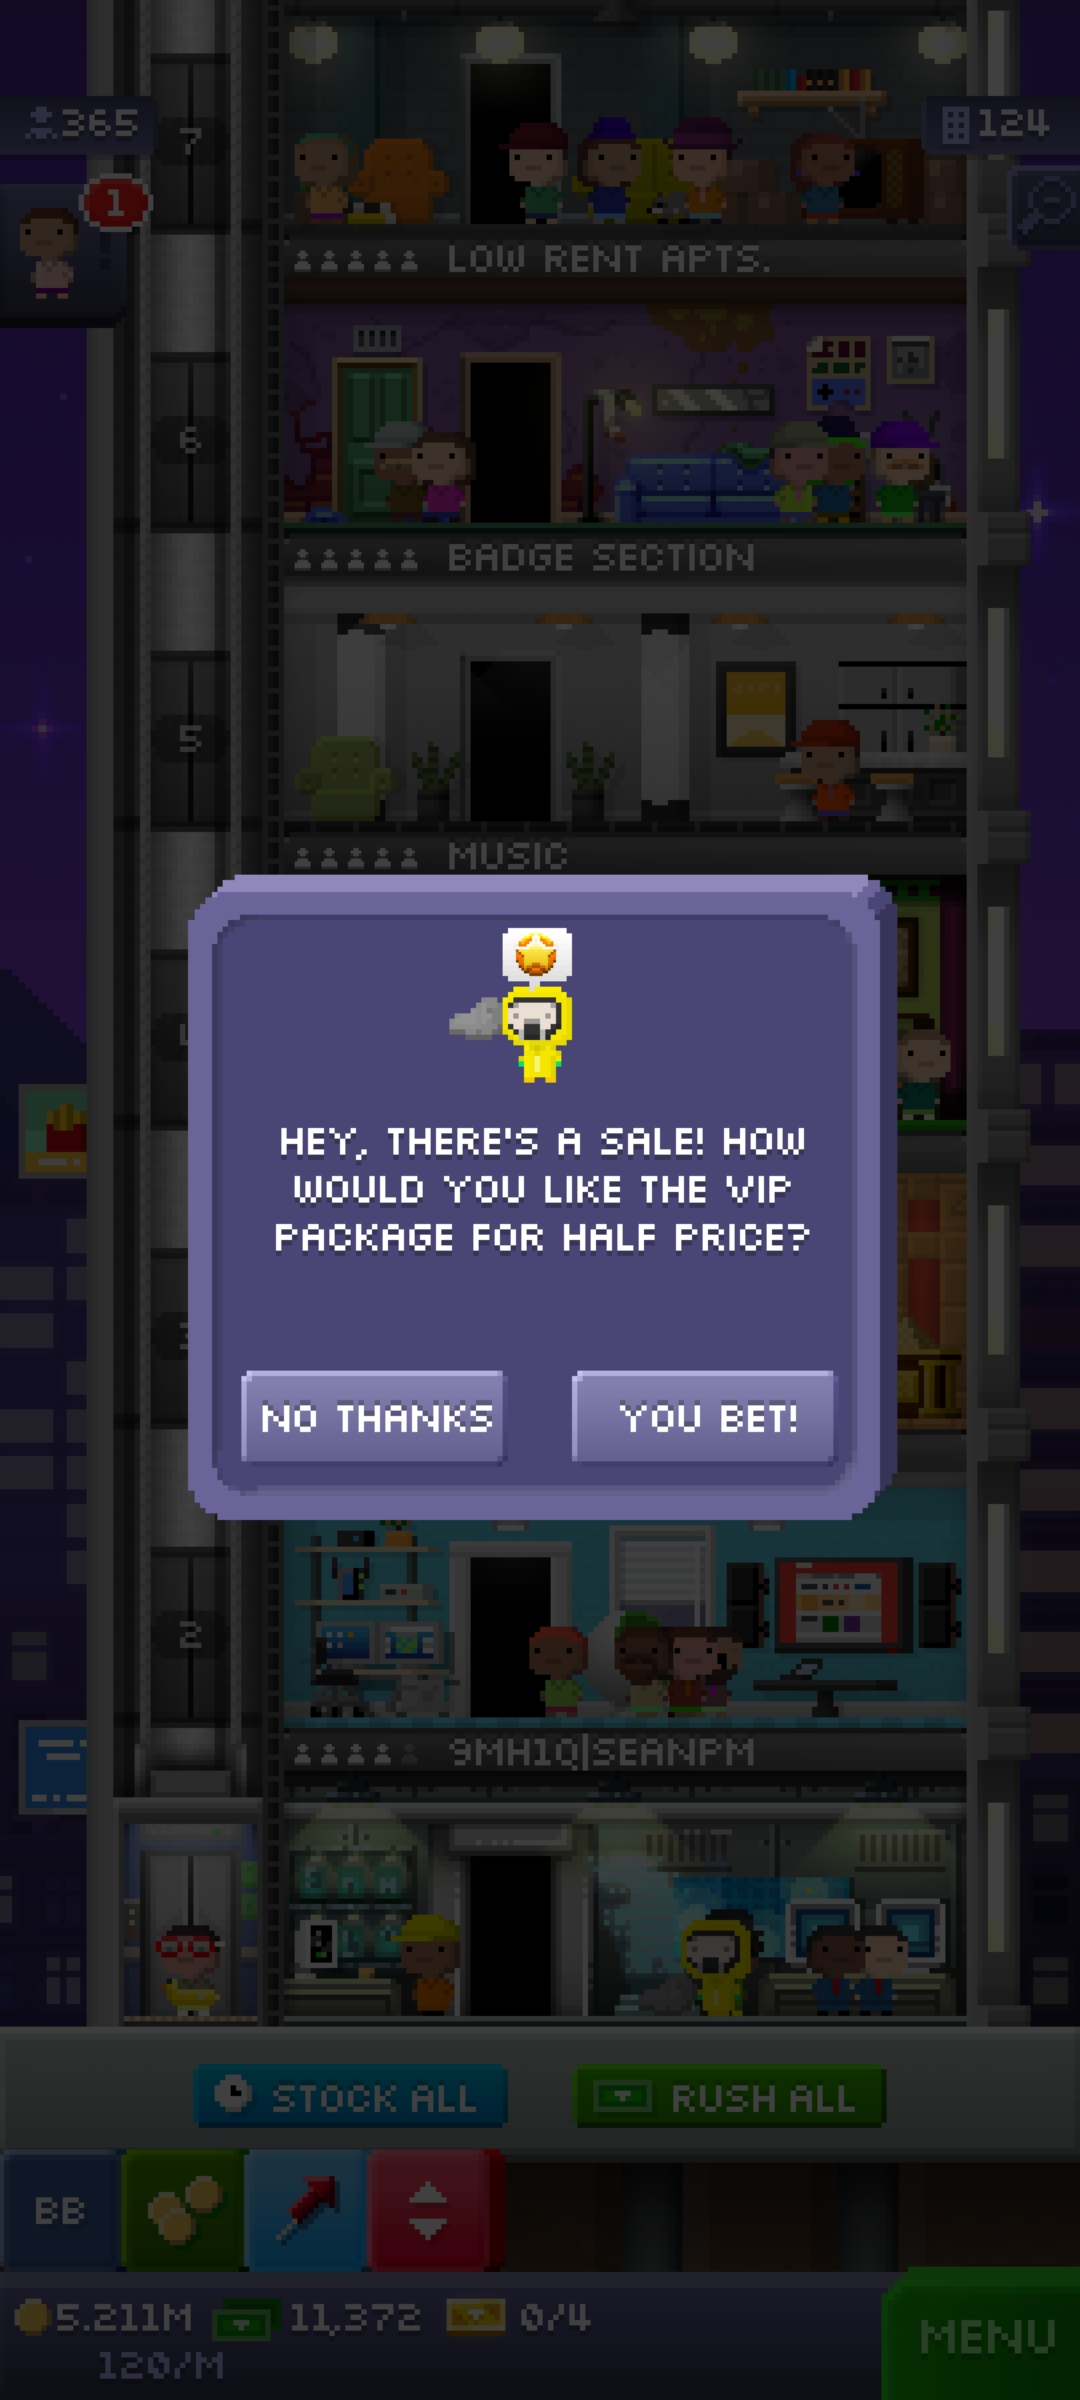 7
365
124
1
LOW RENT APTS.
6
BADGE SECTION
5
MUSIC
HEY, THERE'S A SALE! HOW
WOULD YOU LIKE THE VIP
PACKAGE FOR HALF PRICE?
NO THANKS
YOU BET!
2
9MH1Q|SEANPM
STOCK ALL
RUSH ALL
BB
5.211M
11,372
0/4
120/M
MENU